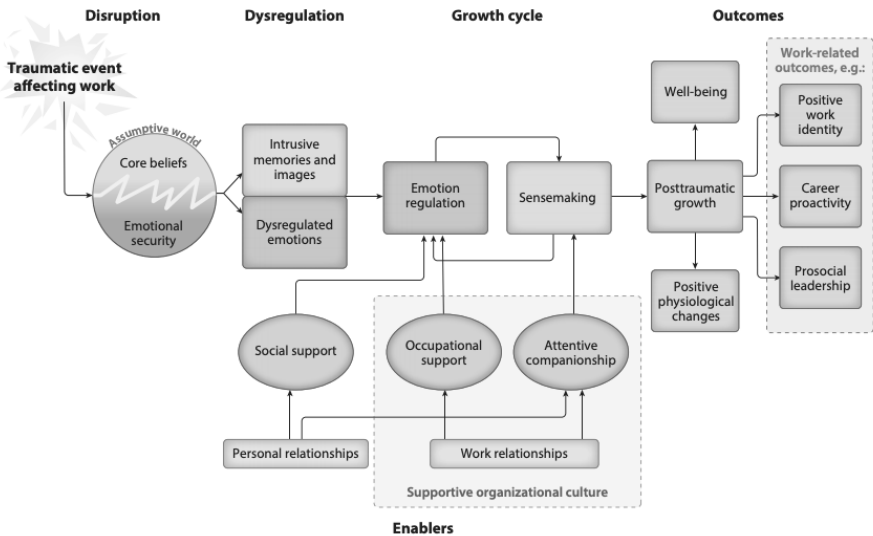 Disruption
Dysregulation
Growth cycle
Outcomes
Traumatic event
affecting work
Assumptive world
Core beliefs
Emotional
security
Intrusive
memories and
images
Dysregulated
emotions
Emotion
regulation
Sensemaking
Well-being
Posttraumatic
growth
Positive
physiological
changes
Work-related
outcomes, e.g.:
Positive
work
identity
Career
proactivity
Prosocial
leadership
Social support
Occupational
support
Attentive
companionship
Personal relationships
Work relationships
Supportive organizational culture
Enablers